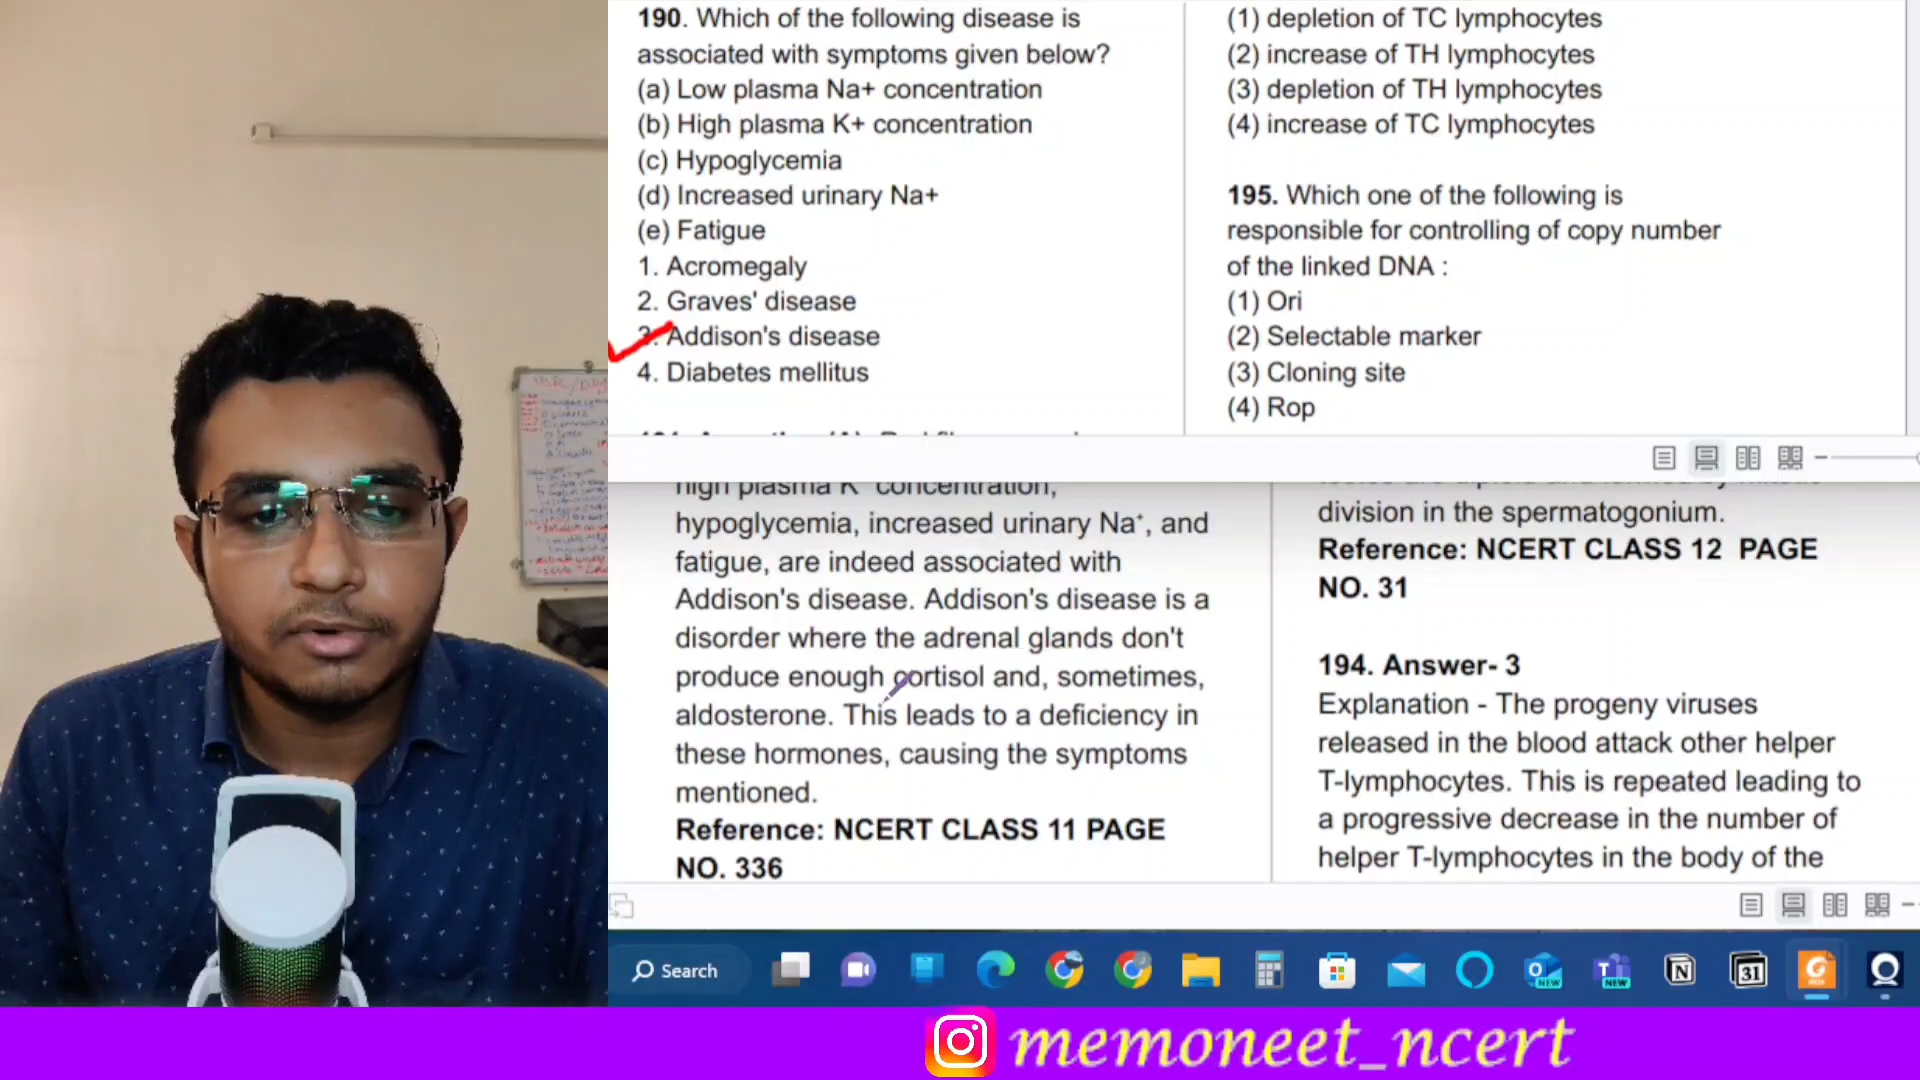 190. Which of the following disease is
associated with symptoms given below?
(a) Low plasma Na+ concentration
(b) High plasma K+ concentration
(c) Hypoglycemia
(d) Increased urinary Na+
(e) Fatigue
1. Acromegaly
2. Graves' disease
3. Addison's disease
4. Diabetes mellitus
(1) depletion of TC lymphocytes
(2) increase of TH lymphocytes
(3) depletion of TH lymphocytes
(4) increase of TC lymphocytes
195. Which one of the following is
responsible for controlling of copy number
of the linked DNA :
(1) Ori
(2) Selectable marker
(3) Cloning site
(4) Rop
high plasma K⁺ concentration,
hypoglycemia, increased urinary Na⁺, and
fatigue, are indeed associated with
Addison's disease. Addison's disease is a
disorder where the adrenal glands don't
produce enough cortisol and, sometimes,
aldosterone. This leads to a deficiency in
these hormones, causing the symptoms
mentioned.
Reference: NCERT CLASS 11 PAGE
NO. 336
division in the spermatogonium.
Reference: NCERT CLASS 12 PAGE
NO. 31
194. Answer- 3
Explanation - The progeny viruses
released in the blood attack other helper
T-lymphocytes. This is repeated leading to
a progressive decrease in the number of
helper T-lymphocytes in the body of the
Search
NEW
NEW
31
memoneet_ncert